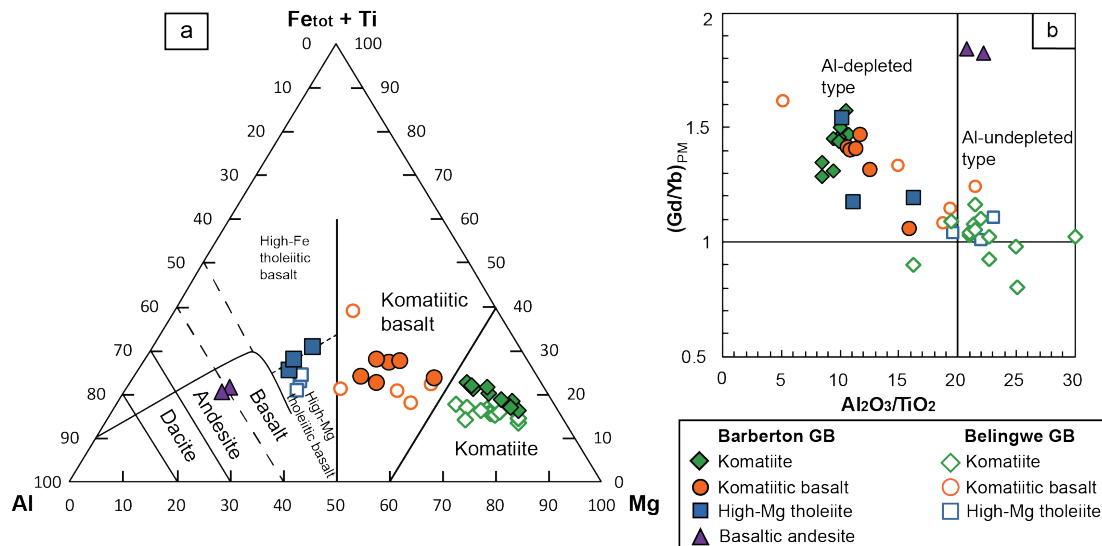 a
Fetot + Ti
0 100
10 90
20 80
30 70
40 60
50 50
60 40
70 30
80 20
90 10
100 0
High-Fe
tholeiitic
basalt
Komatiitic
basalt
Dacite
Andesite
Basalt
High-Mg
tholeiitic basalt
Komatiite
Al
Mg
0 10 20 30 40 50 60 70 80 90 100
b
2
1.5
1
0.5
(Gd/Yb)PM
Al-depleted
type
Al-undepleted
type
0 5 10 15 20 25 30
Al2O3/TiO2
Barberton GB
Komatiite
Komatiitic basalt
High-Mg tholeiite
Basaltic andesite
Belingwe GB
Komatiite
Komatiitic basalt
High-Mg tholeiite